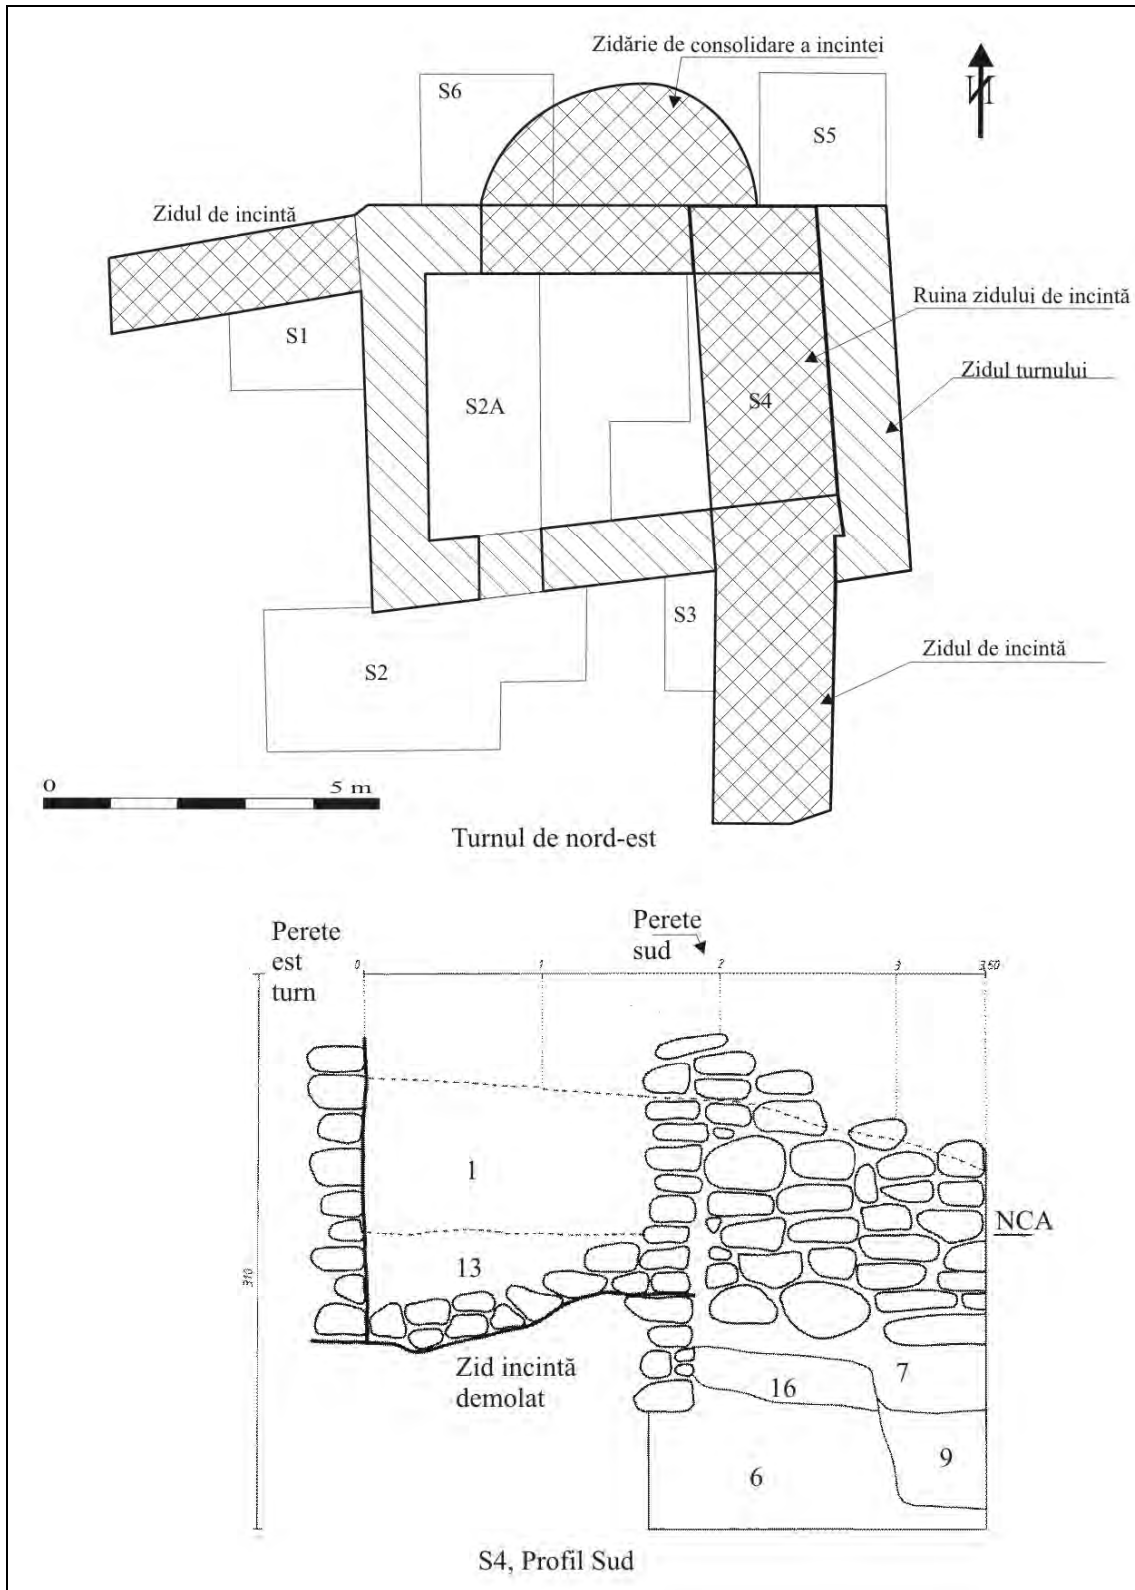 Zidărie de consolidare a incintei
N
S6
S5
Zidul de incintă
Ruina zidului de incintă
S1
Zidul turnului
S2A
S4
S3
Zidul de incintă
S2
0 5 m
Turnul de nord-est
Perete
est
turn
Perete
sud
0 1 2 3 3,50
1
NCA
13
310
Zid incintă
demolat
7
16
9
6
S4, Profil Sud